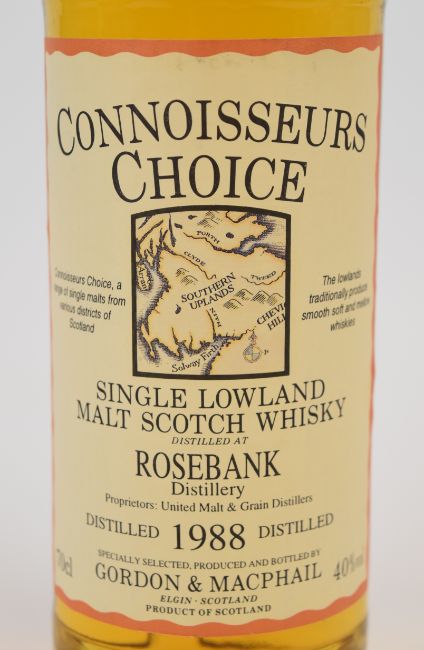 CONNOISSEURS
CHOICE
Connoisseurs Choice, a
range of single malts from
various districts of
Scotland
FORTH
CLYDE
TWEED
Arran
SOUTHERN
UPLANDS
NITH
CHEVIOT
HILLS
Solway Firth
The lowlands
traditionally produce
smooth soft and mellow
whiskies
SINGLE LOWLAND
MALT SCOTCH WHISKY
DISTILLED AT
ROSEBANK
Distillery
Proprietors: United Malt & Grain Distillers
DISTILLED 1988 DISTILLED
SPECIALLY SELECTED, PRODUCED AND BOTTLED BY
70cl GORDON & MACPHAIL 40%
ELGIN · SCOTLAND
PRODUCT OF SCOTLAND